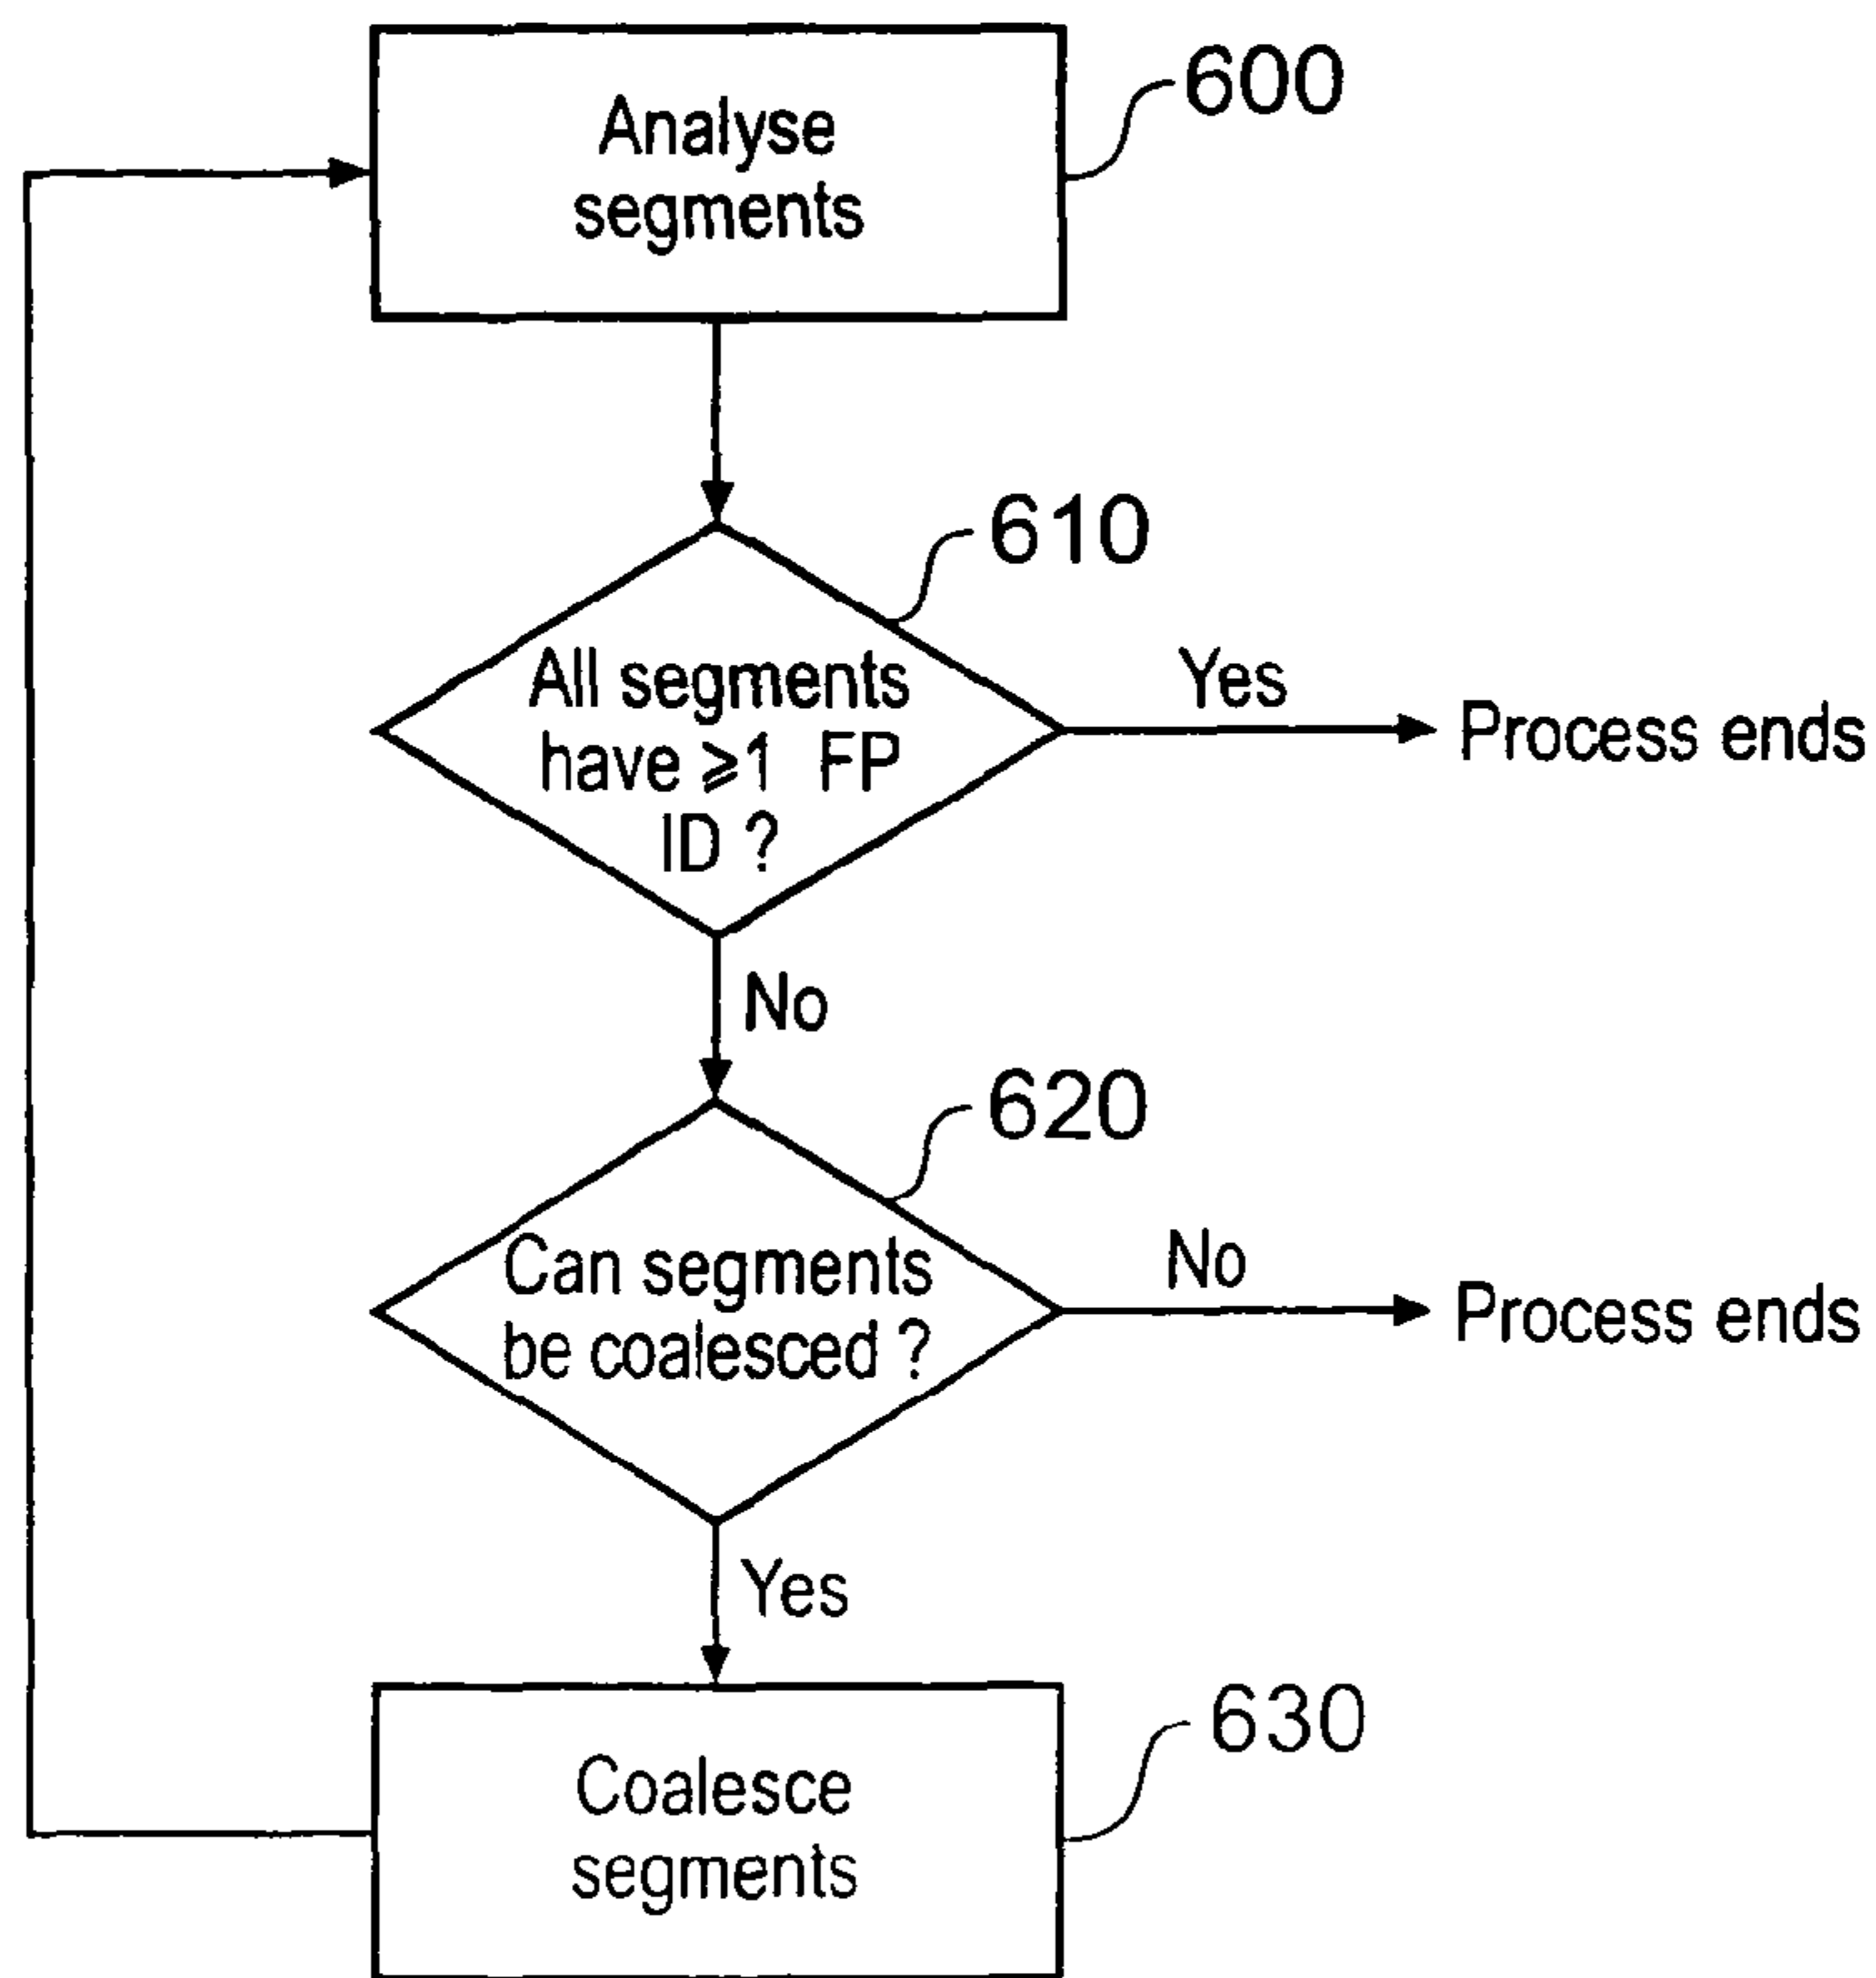 Analyse
segments
600
610
All segments
have ⩾1 FP
ID ?
Yes
Process ends
No
620
Can segments
be coalesced ?
No
Process ends
Yes
630
Coalesce
segments